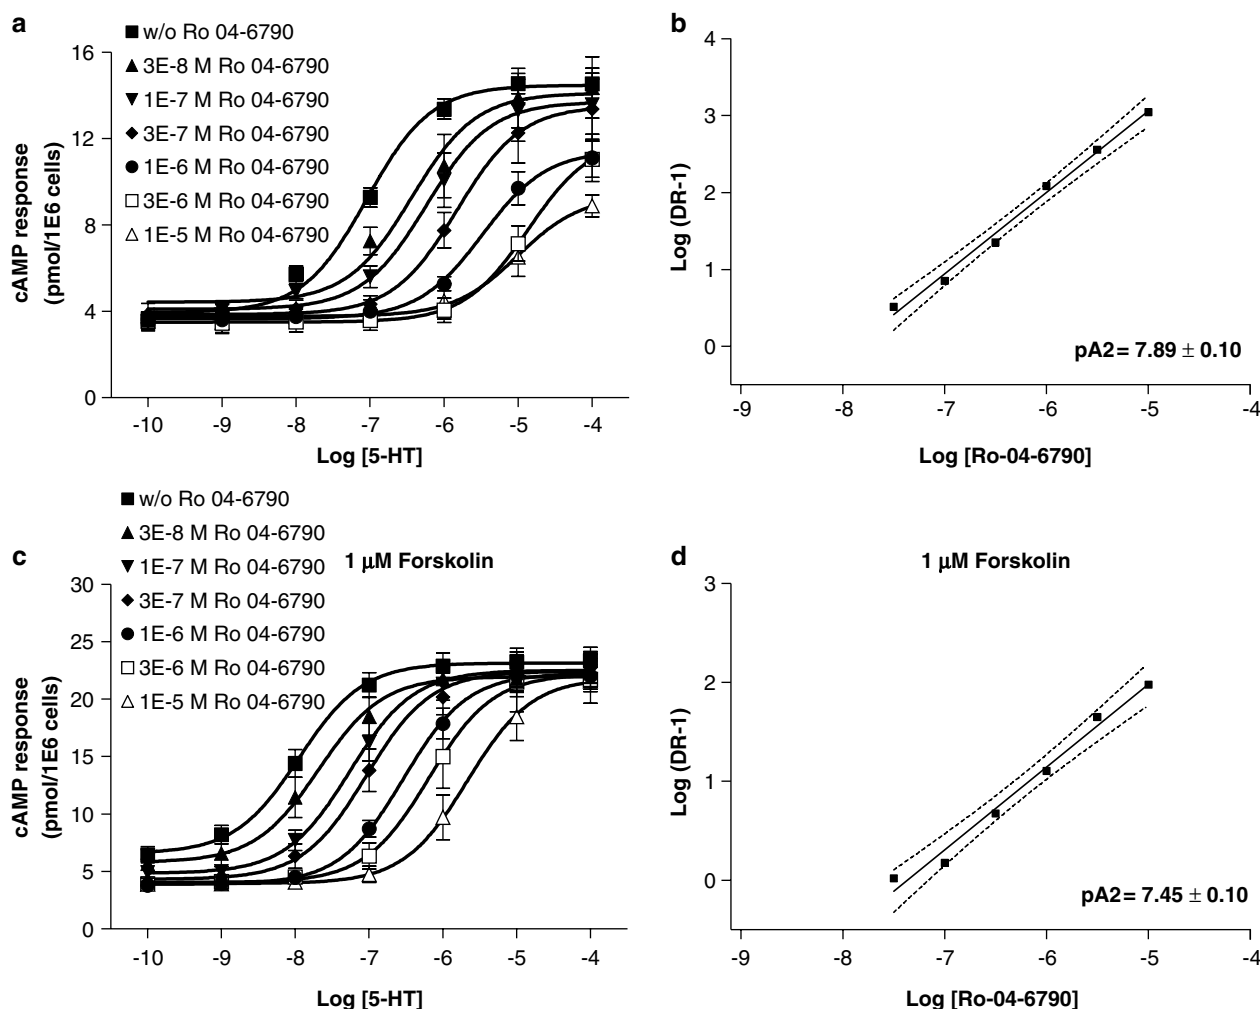 a
w/o Ro 04-6790
3E-8 M Ro 04-6790
1E-7 M Ro 04-6790
3E-7 M Ro 04-6790
1E-6 M Ro 04-6790
3E-6 M Ro 04-6790
1E-5 M Ro 04-6790
16
12
8
4
0
cAMP response
(pmol/1E6 cells)
-10 -9 -8 -7 -6 -5 -4
Log [5-HT]
b
4
3
2
1
0
Log (DR-1)
pA2 = 7.89 ± 0.10
-9 -8 -7 -6 -5 -4
Log [Ro-04-6790]
c
w/o Ro 04-6790
3E-8 M Ro 04-6790
1E-7 M Ro 04-6790
3E-7 M Ro 04-6790
1E-6 M Ro 04-6790
3E-6 M Ro 04-6790
1E-5 M Ro 04-6790
1 μM Forskolin
30
25
20
15
10
5
0
cAMP response
(pmol/1E6 cells)
-10 -9 -8 -7 -6 -5 -4
Log [5-HT]
d
1 μM Forskolin
3
2
1
0
Log (DR-1)
pA2 = 7.45 ± 0.10
-9 -8 -7 -6 -5 -4
Log [Ro-04-6790]